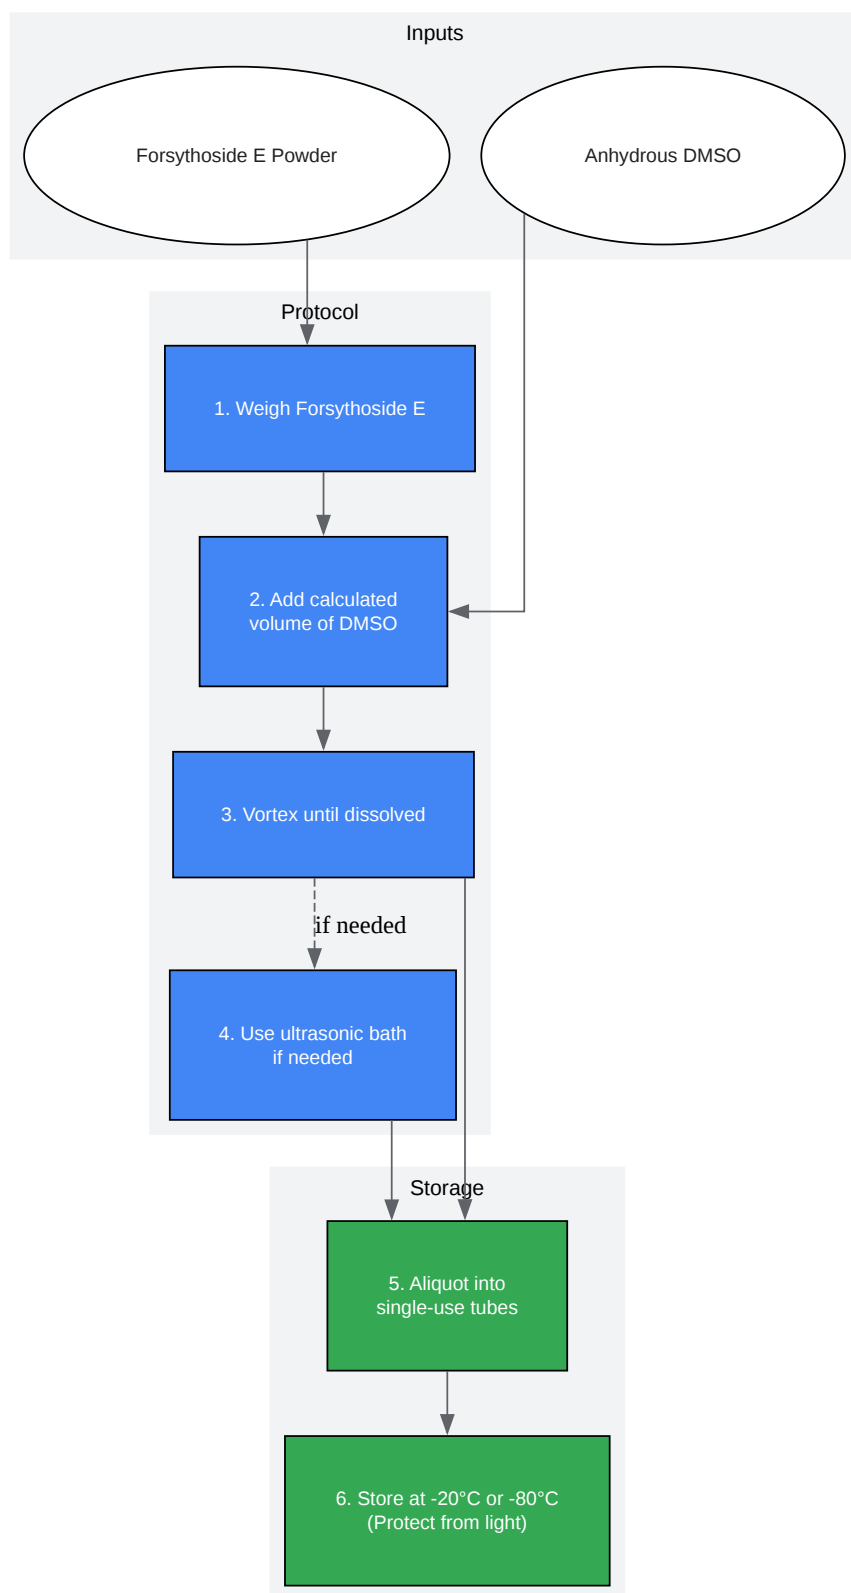 Inputs
Forsythoside E Powder
Anhydrous DMSO
Protocol
1. Weigh Forsythoside E
2. Add calculated
volume of DMSO
3. Vortex until dissolved
if needed
4. Use ultrasonic bath
if needed
Storage
5. Aliquot into
single-use tubes
6. Store at -20°C or -80°C
(Protect from light)